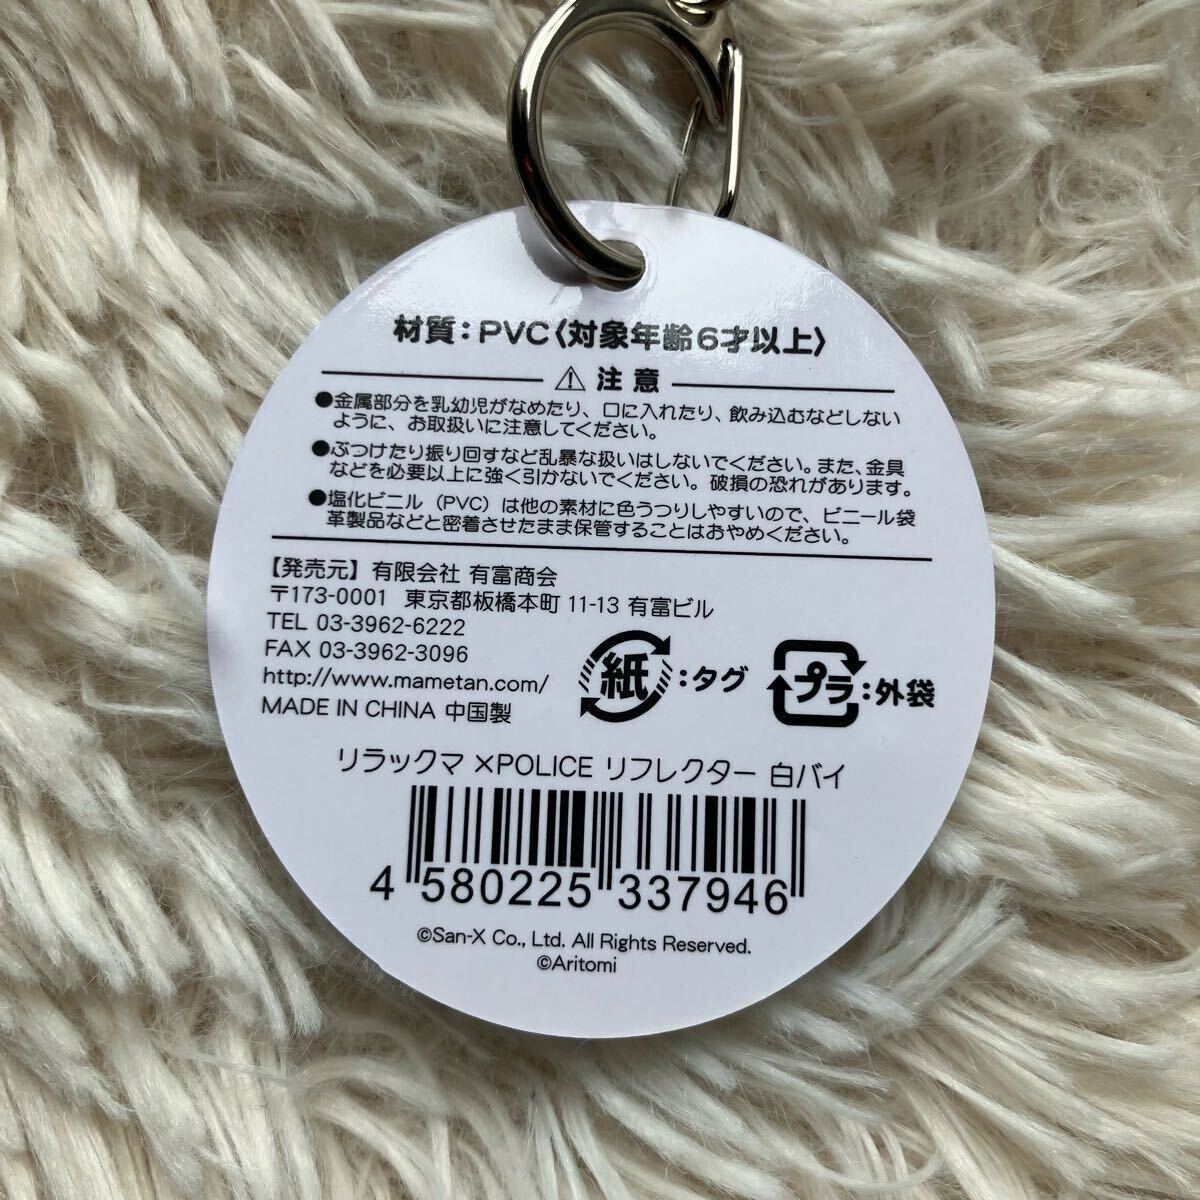 材質：PVC〈対象年齢6才以上〉
⚠ 注意
●金属部分を乳幼児がなめたり、口に入れたり、飲み込むなどしない
ように、お取扱いに注意してください。
●ぶつけたり振り回すなど乱暴な扱いはしないでください。また、金具
などを必要以上に強く引かないでください。破損の恐れがあります。
●塩化ビニル（PVC）は他の素材に色うつりしやすいので、ビニール袋
革製品などと密着させたまま保管することはおやめください。
【発売元】有限会社 有富商会
〒173-0001 東京都板橋本町 11-13 有富ビル
TEL 03-3962-6222
FAX 03-3962-3096
http://www.mametan.com/
MADE IN CHINA 中国製
紙：タグ
プラ：外袋
リラックマ ×POLICE リフレクター 白バイ
4 580225 337946
©San-X Co., Ltd. All Rights Reserved.
©Aritomi